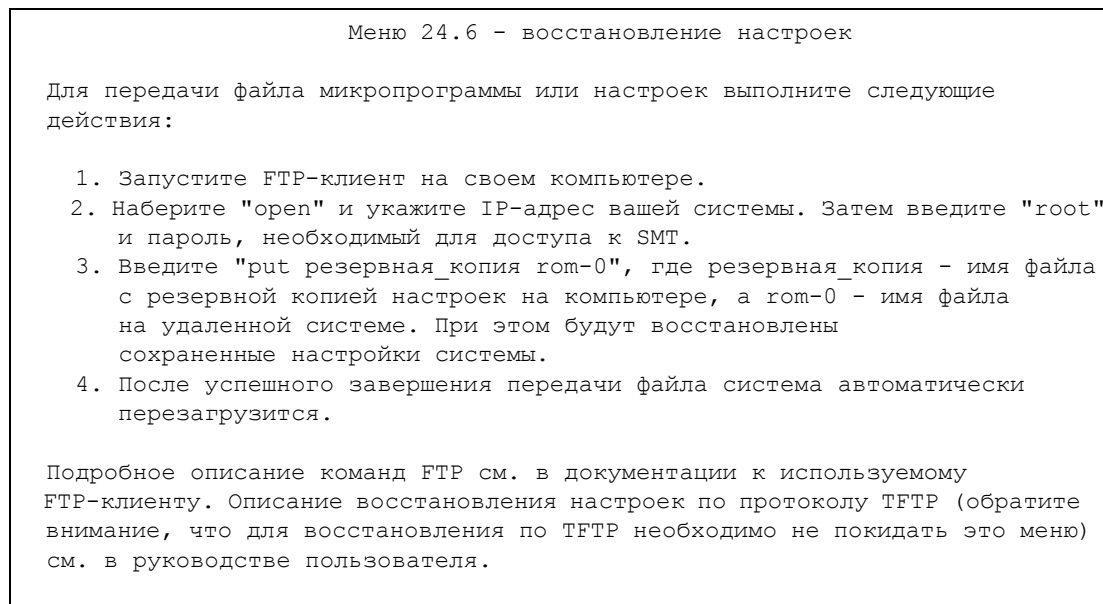 Меню 24.6 - восстановление настроек
Для передачи файла микропрограммы или настроек выполните следующие
действия:
1. Запустите FTP-клиент на своем компьютере.
2. Наберите "open" и укажите IP-адрес вашей системы. Затем введите "root"
и пароль, необходимый для доступа к SMT.
3. Введите "put резервная_копия rom-0", где резервная_копия - имя файла
с резервной копией настроек на компьютере, а rom-0 - имя файла
на удаленной системе. При этом будут восстановлены
сохраненные настройки системы.
4. После успешного завершения передачи файла система автоматически
перезагрузится.
Подробное описание команд FTP см. в документации к используемому
FTP-клиенту. Описание восстановления настроек по протоколу TFTP (обратите
внимание, что для восстановления по TFTP необходимо не покидать это меню)
см. в руководстве пользователя.